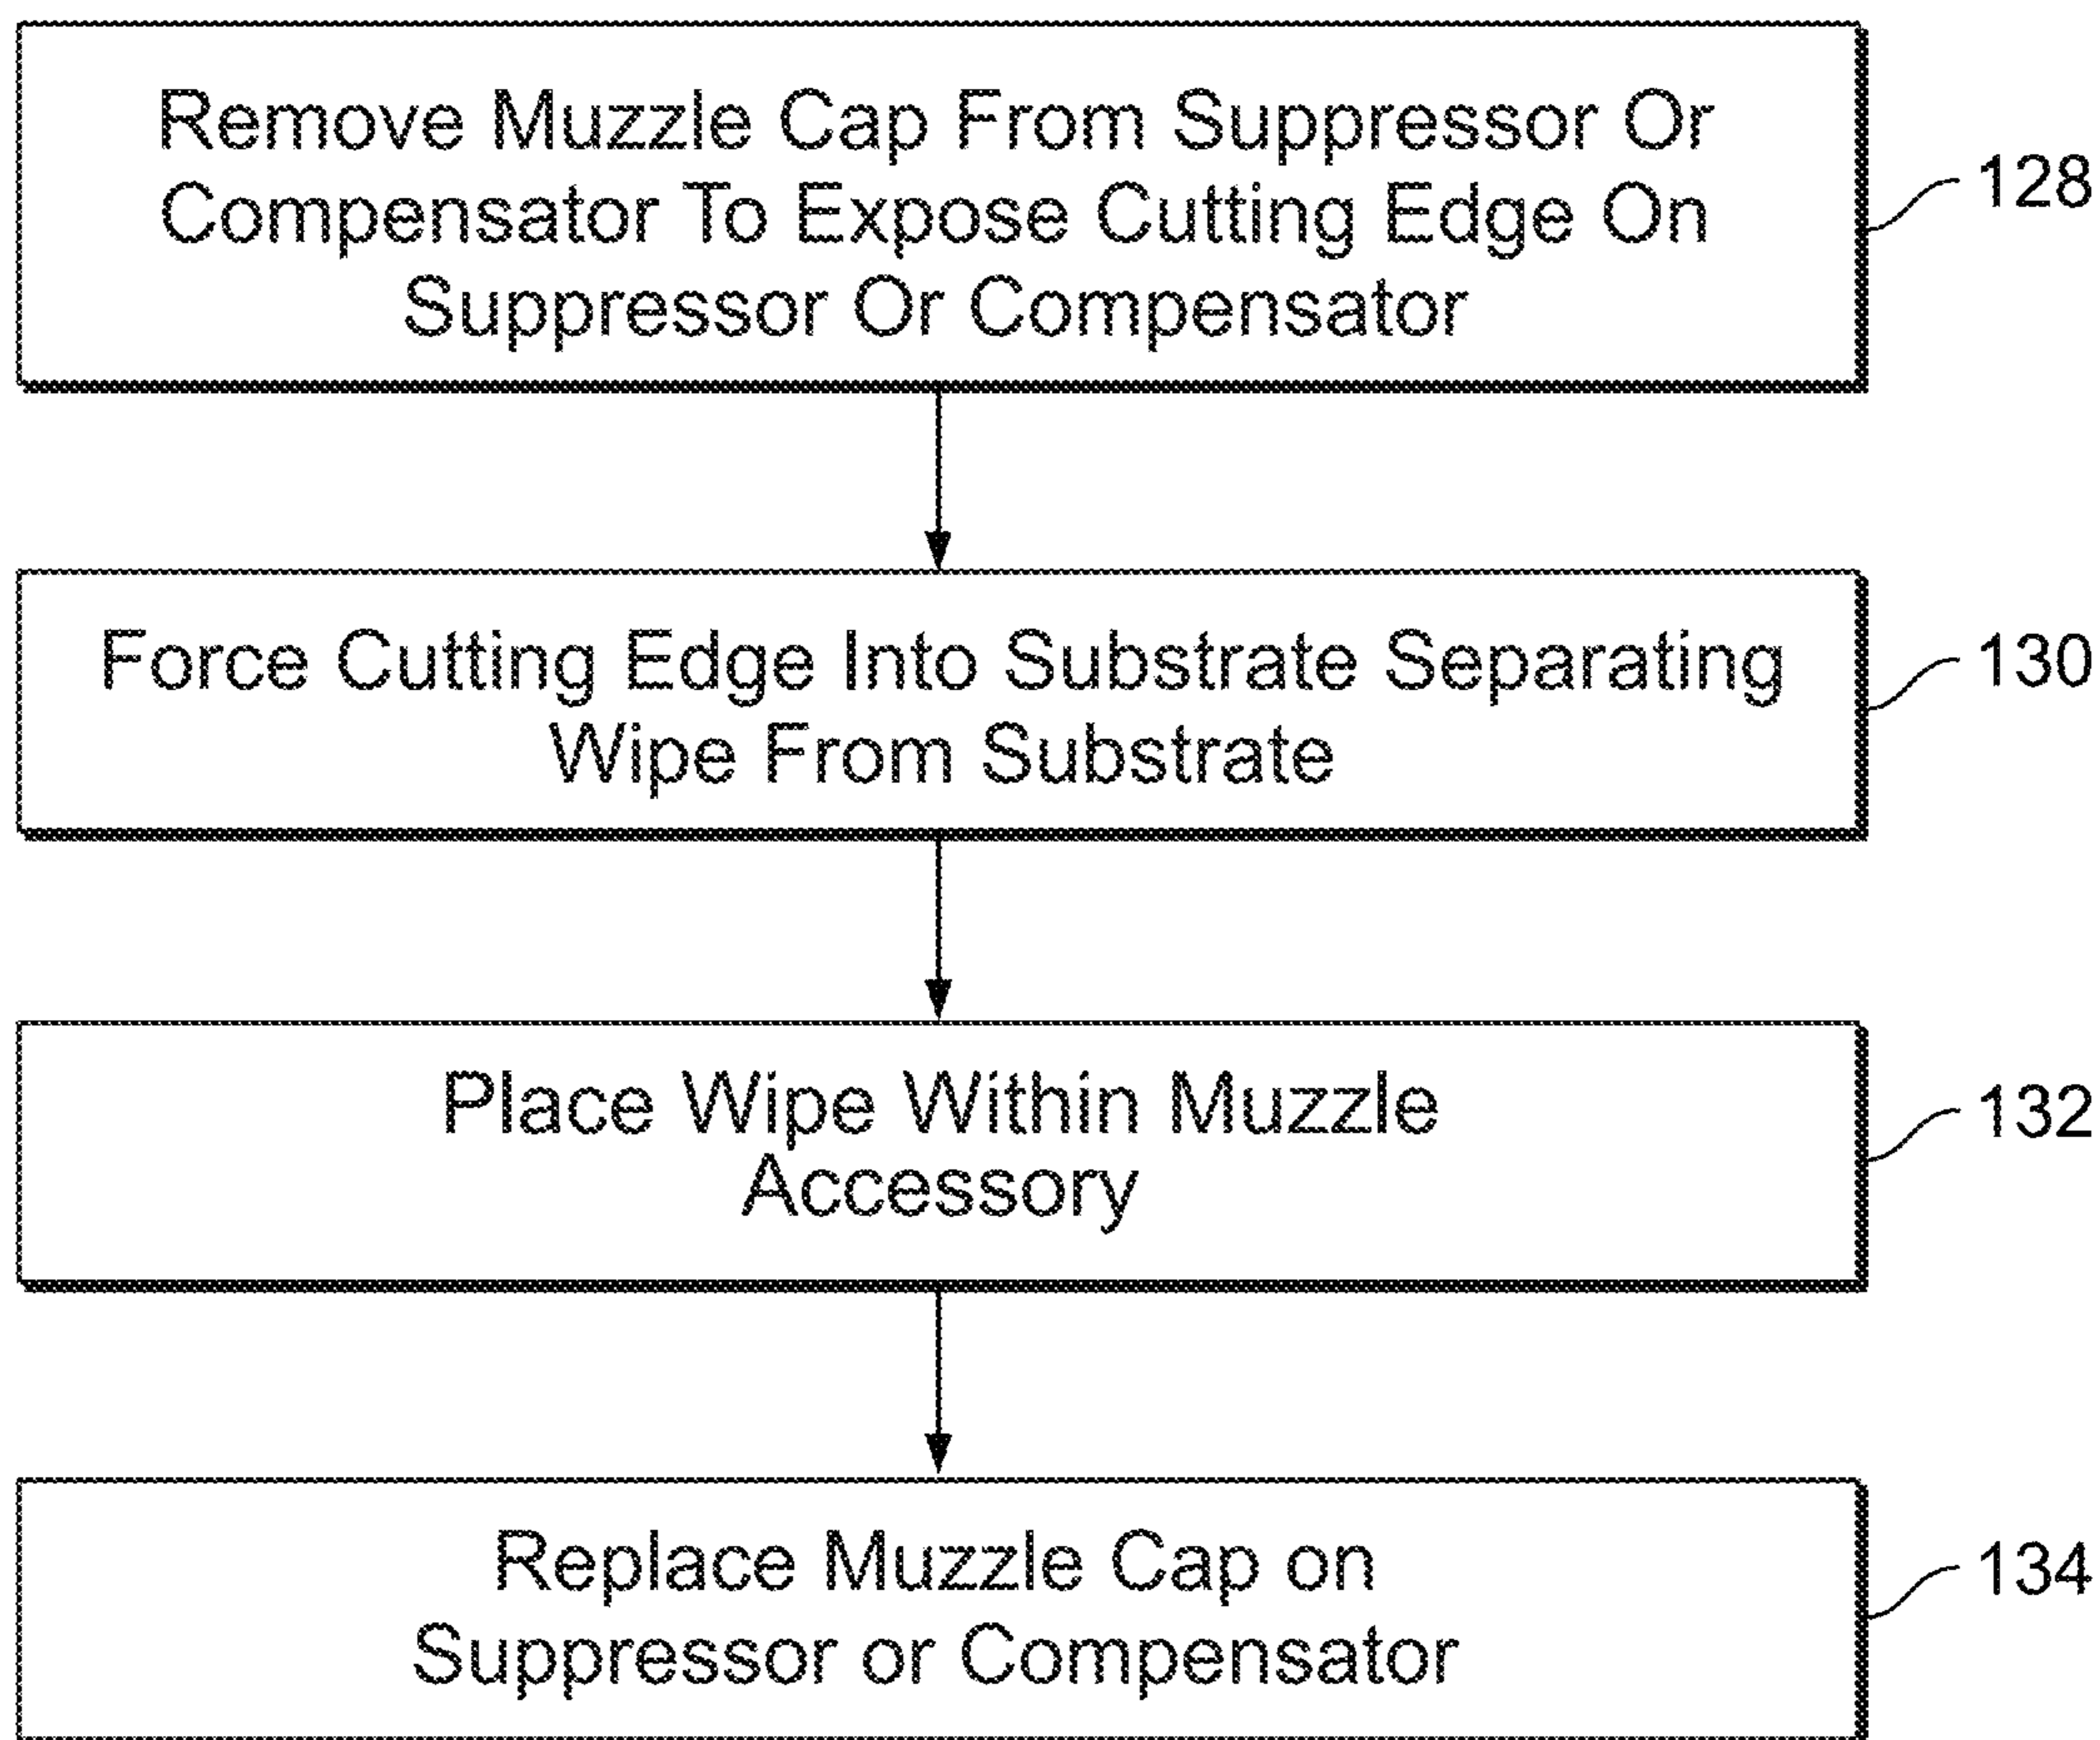 Remove Muzzle Cap From Suppressor Or
Compensator To Expose Cutting Edge On
Suppressor Or Compensator
128
Force Cutting Edge Into Substrate Separating
Wipe From Substrate
130
Place Wipe Within Muzzle
Accessory
132
Replace Muzzle Cap on
Suppressor or Compensator
134